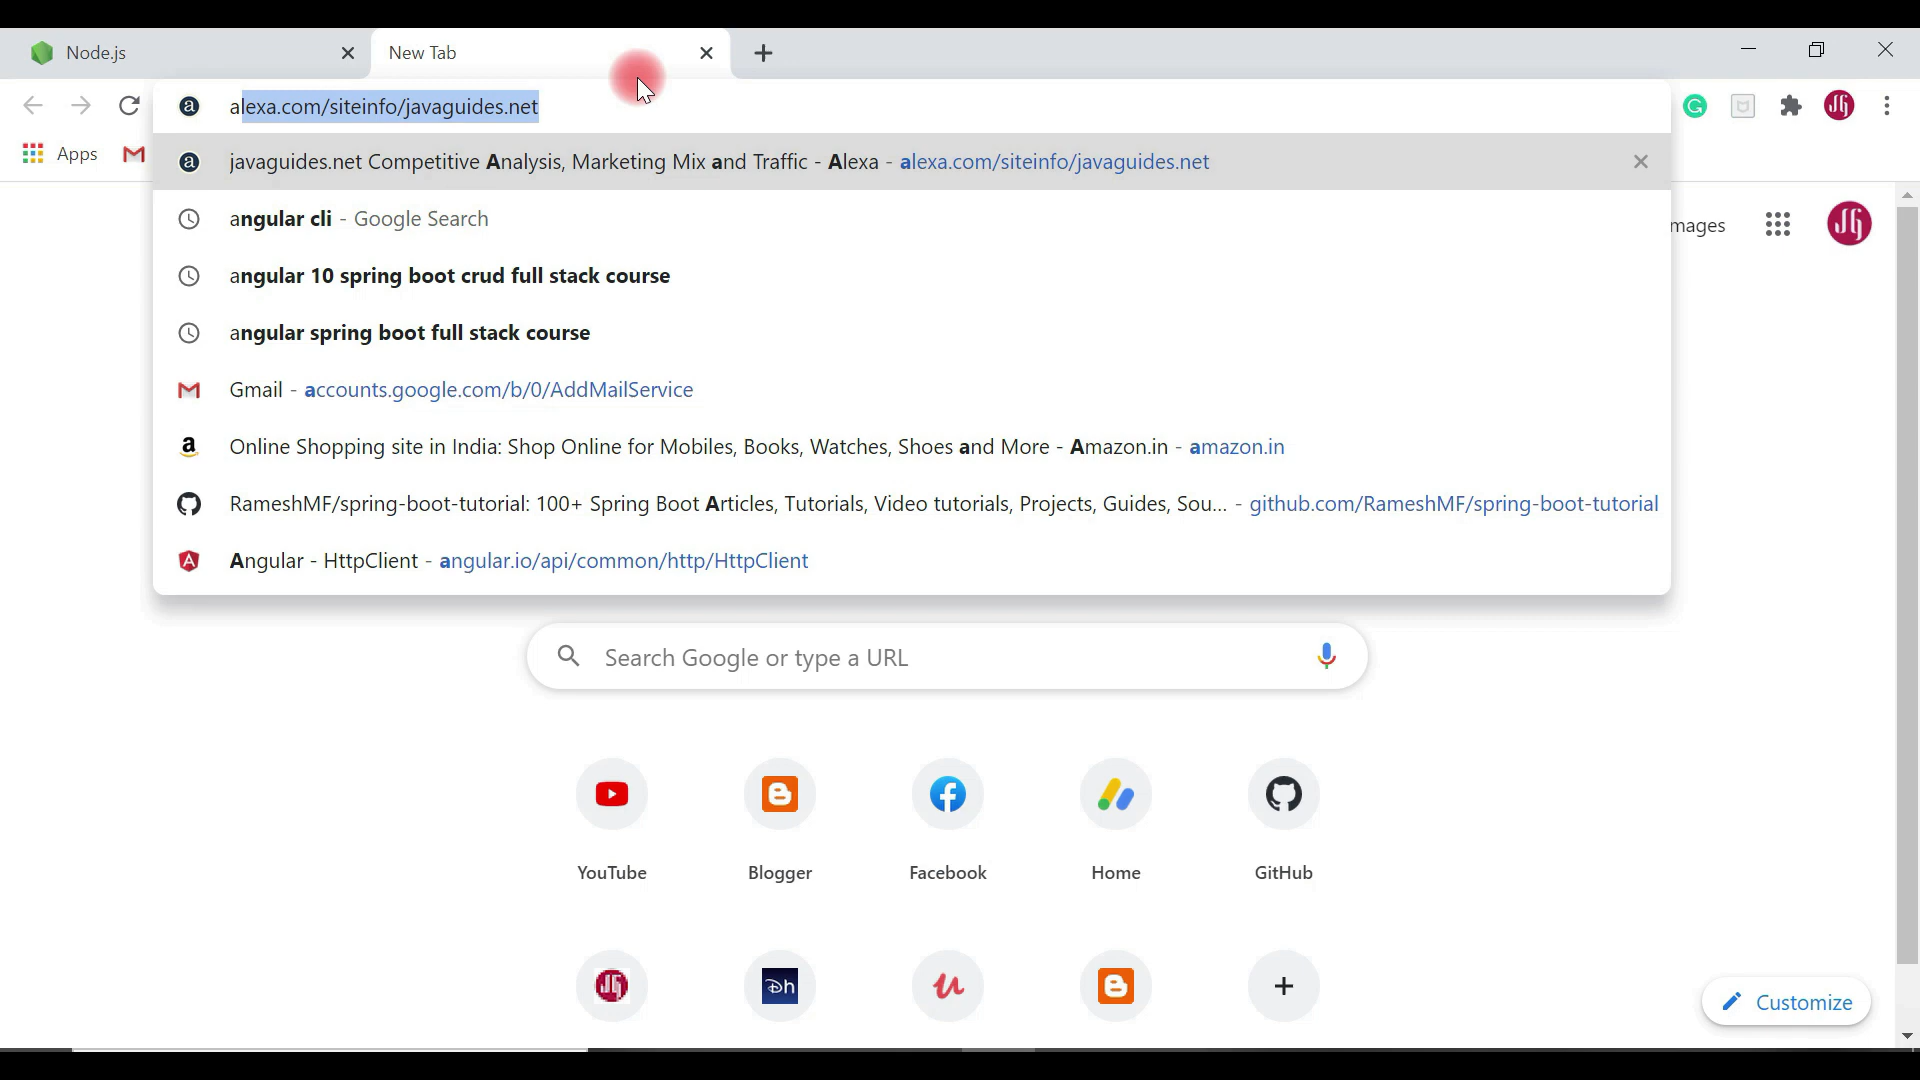 Node.js
New Tab
alexa.com/siteinfo/javaguides.net
Apps
javaguides.net Competitive Analysis, Marketing Mix and Traffic - Alexa - alexa.com/siteinfo/javaguides.net
angular cli - Google Search
mages
angular 10 spring boot crud full stack course
angular spring boot full stack course
Gmail - accounts.google.com/b/0/AddMailService
Online Shopping site in India: Shop Online for Mobiles, Books, Watches, Shoes and More - Amazon.in - amazon.in
RameshMF/spring-boot-tutorial: 100+ Spring Boot Articles, Tutorials, Video tutorials, Projects, Guides, Sou... - github.com/RameshMF/spring-boot-tutorial
Angular - HttpClient - angular.io/api/common/http/HttpClient
Search Google or type a URL
YouTube
Blogger
Facebook
Home
GitHub
Customize